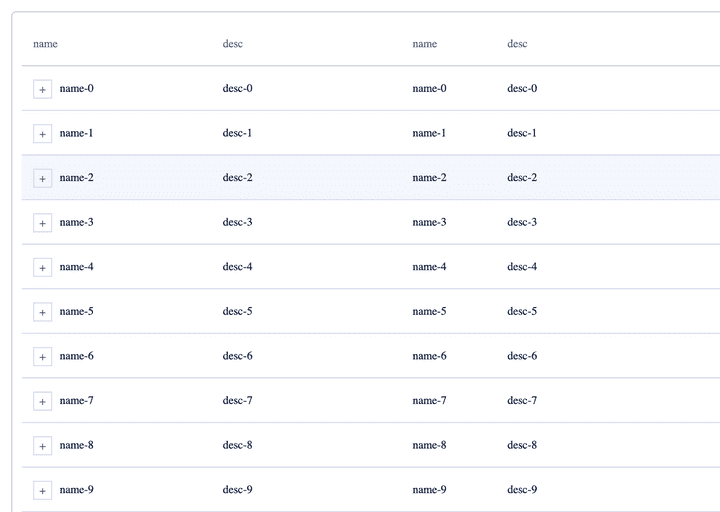 name desc name desc
+ name-0 desc-0 name-0 desc-0
+ name-1 desc-1 name-1 desc-1
+ name-2 desc-2 name-2 desc-2
+ name-3 desc-3 name-3 desc-3
+ name-4 desc-4 name-4 desc-4
+ name-5 desc-5 name-5 desc-5
+ name-6 desc-6 name-6 desc-6
+ name-7 desc-7 name-7 desc-7
+ name-8 desc-8 name-8 desc-8
+ name-9 desc-9 name-9 desc-9